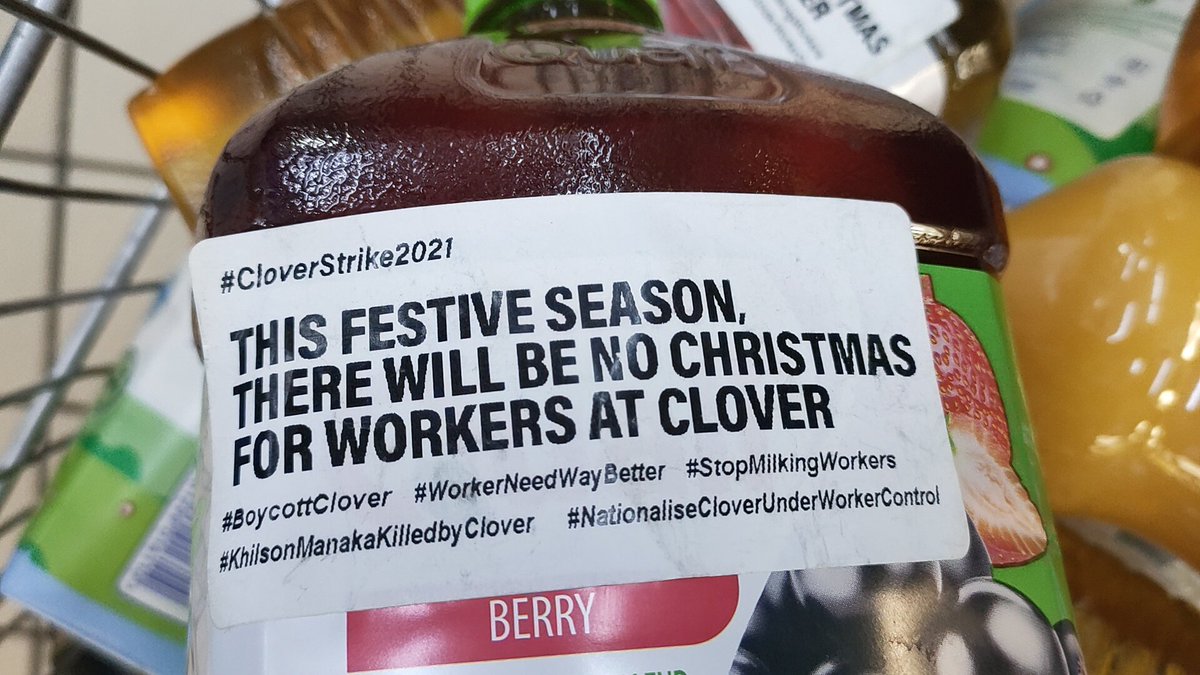 MAS
#CloverStrike2021
THIS FESTIVE SEASON,
THERE WILL BE NO CHRISTMAS
FOR WORKERS AT CLOVER
#BoycottClover #WorkerNeedWayBetter #StopMilkingWorkers
#KhilsonManakaKilledbyClover #NationaliseCloverUnderWorkerControl
BERRY